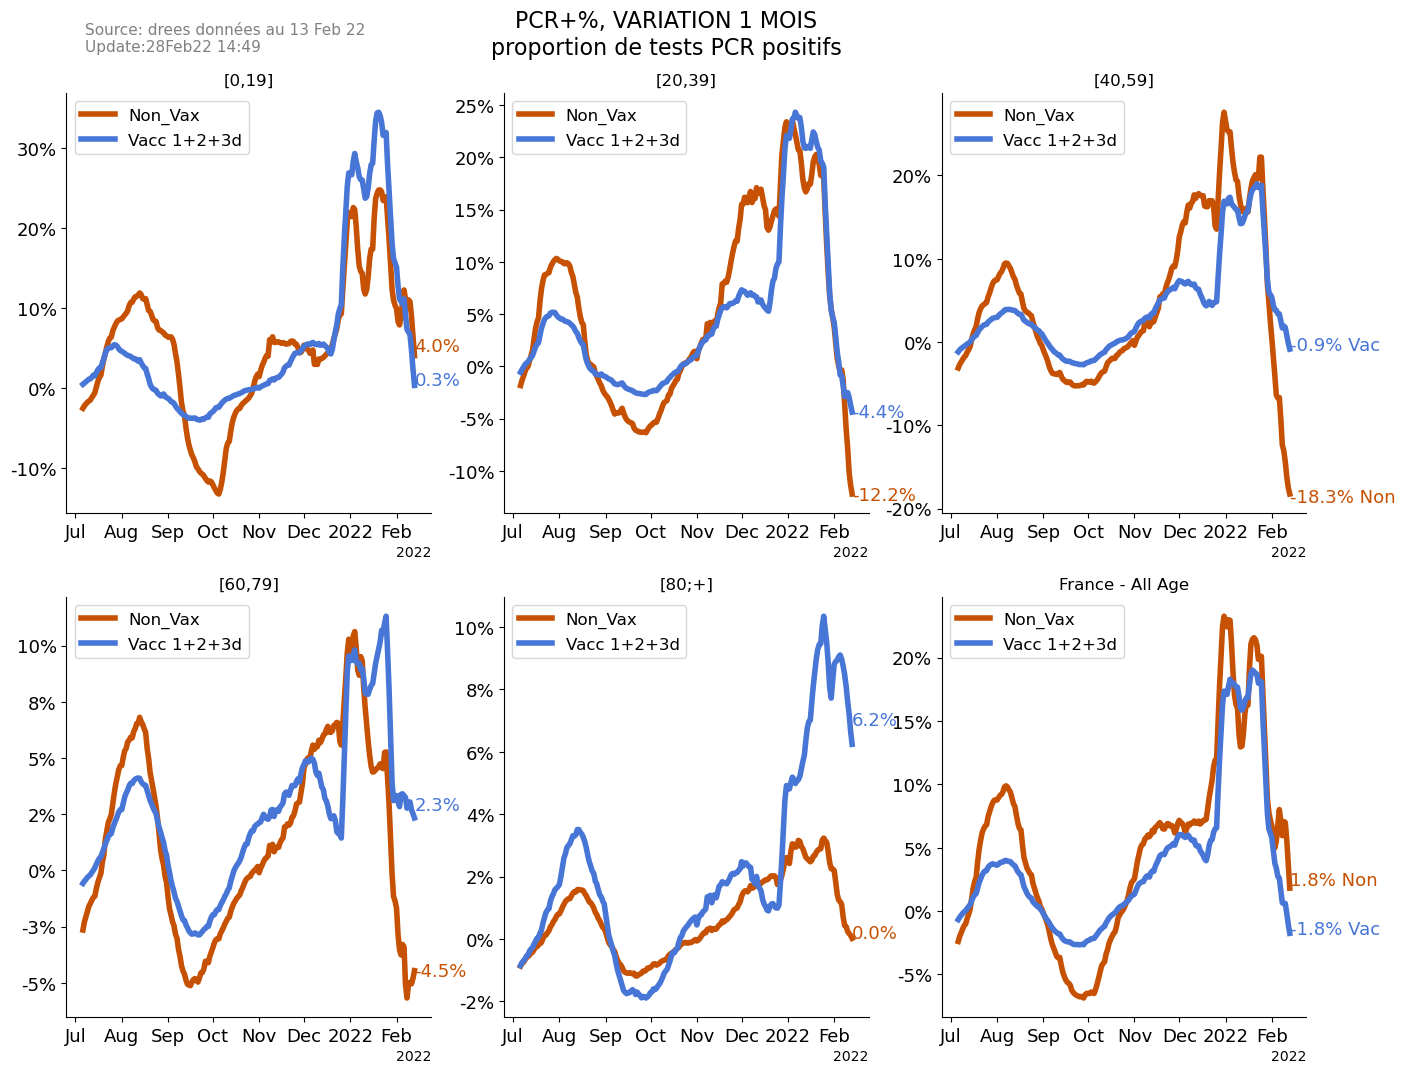 Source: drees données au 13 Feb 22
Update:28Feb22 14:49
PCR+%, VARIATION 1 MOIS
proportion de tests PCR positifs
[0,19]
Non_Vax
Vacc 1+2+3d
30%
20%
10%
0%
-10%
4.0%
0.3%
Jul Aug Sep Oct Nov Dec 2022 Feb
2022
[20,39]
Non_Vax
Vacc 1+2+3d
25%
20%
15%
10%
5%
0%
-5%
-10%
-4.4%
-12.2%
Jul Aug Sep Oct Nov Dec 2022 Feb
2022
[40,59]
Non_Vax
Vacc 1+2+3d
20%
10%
0%
-10%
-20%
-0.9% Vac
-18.3% Non
Jul Aug Sep Oct Nov Dec 2022 Feb
2022
[60,79]
Non_Vax
Vacc 1+2+3d
10%
8%
5%
2%
0%
-3%
-5%
2.3%
-4.5%
Jul Aug Sep Oct Nov Dec 2022 Feb
2022
[80;+]
Non_Vax
Vacc 1+2+3d
10%
8%
6%
4%
2%
0%
-2%
6.2%
0.0%
Jul Aug Sep Oct Nov Dec 2022 Feb
2022
France - All Age
Non_Vax
Vacc 1+2+3d
20%
15%
10%
5%
0%
-5%
1.8% Non
-1.8% Vac
Jul Aug Sep Oct Nov Dec 2022 Feb
2022